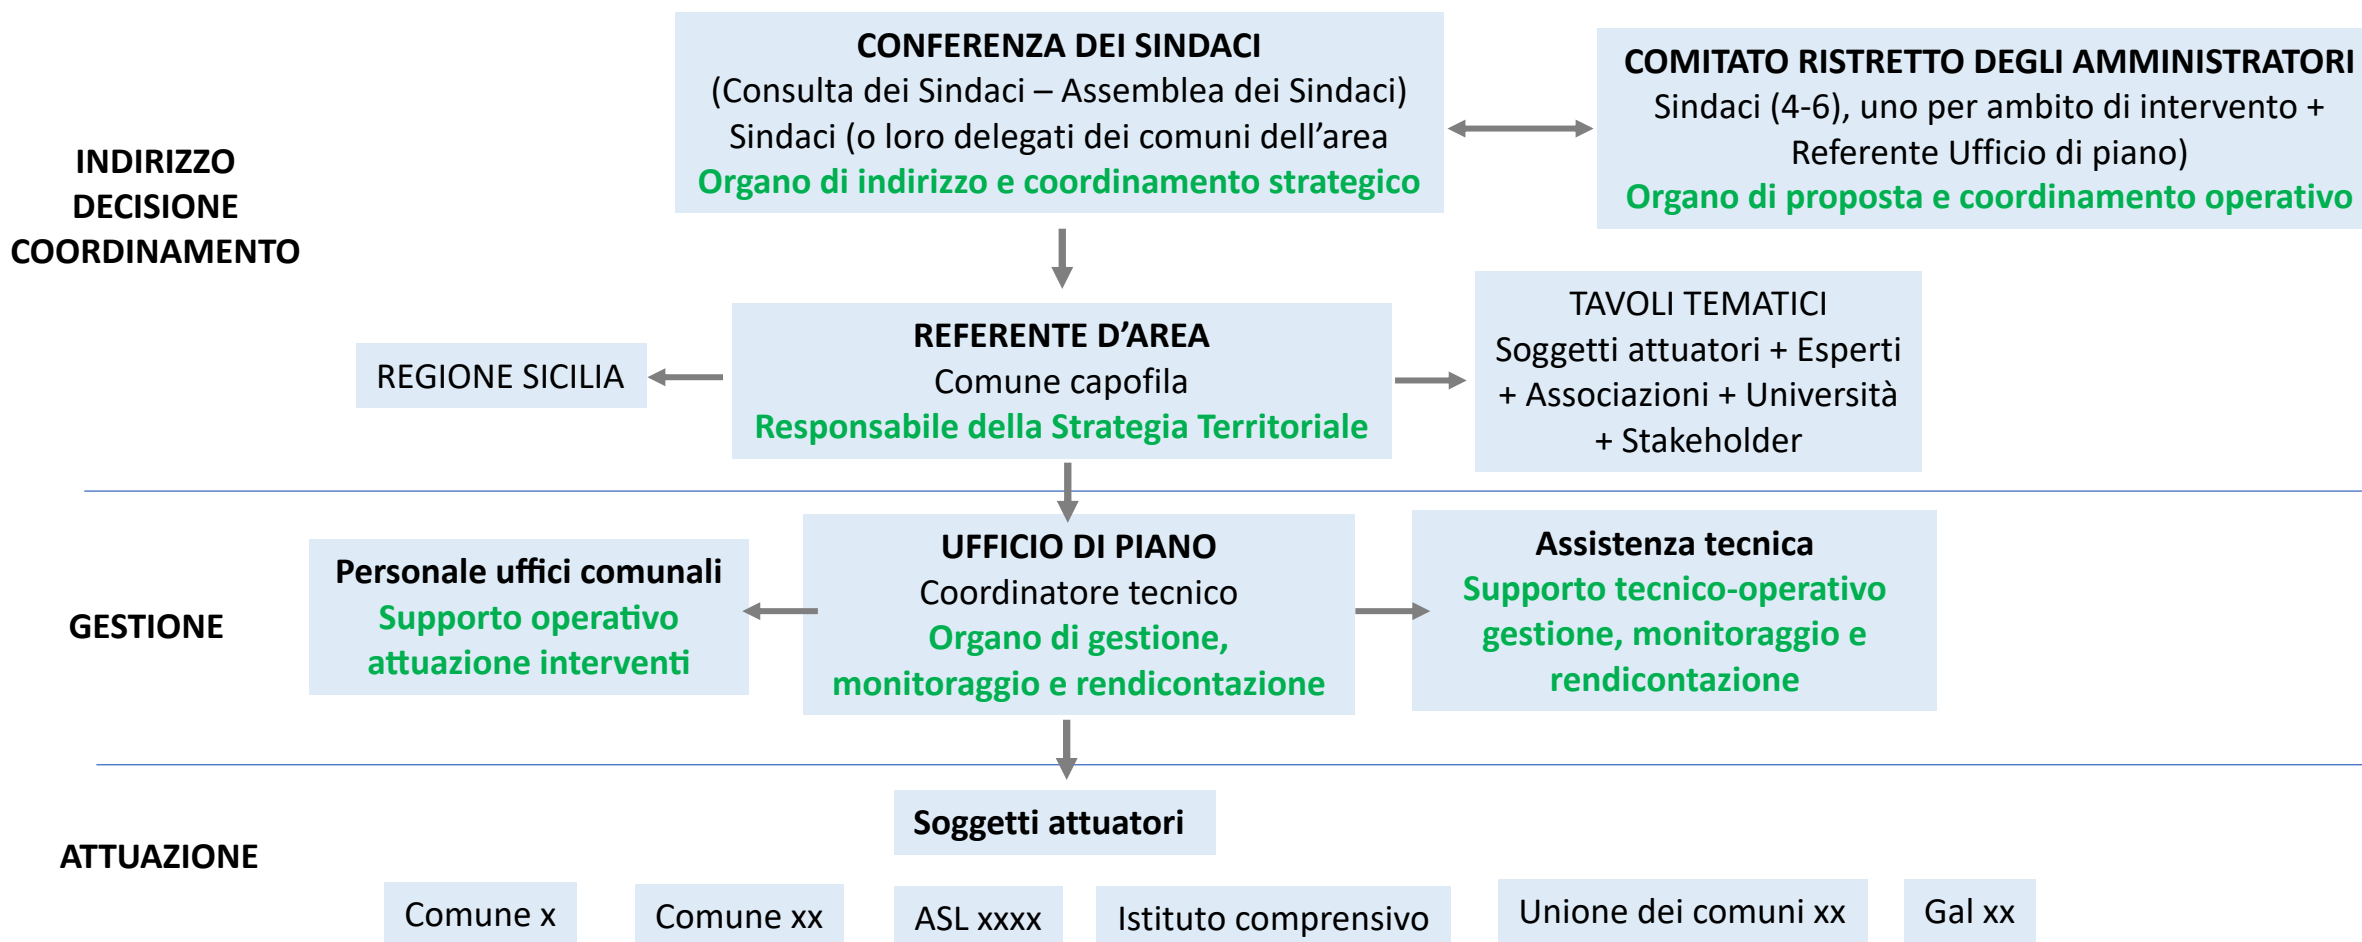 CONFERENZA DEI SINDACI
(Consulta dei Sindaci – Assemblea dei Sindaci)
Sindaci (o loro delegati dei comuni dell’area
Organo di indirizzo e coordinamento strategico
COMITATO RISTRETTO DEGLI AMMINISTRATORI
Sindaci (4-6), uno per ambito di intervento +
Referente Ufficio di piano)
Organo di proposta e coordinamento operativo
INDIRIZZO
DECISIONE
COORDINAMENTO
REGIONE SICILIA
REFERENTE D’AREA
Comune capofila
Responsabile della Strategia Territoriale
TAVOLI TEMATICI
Soggetti attuatori + Esperti
+ Associazioni + Università
+ Stakeholder
GESTIONE
Personale uffici comunali
Supporto operativo
attuazione interventi
UFFICIO DI PIANO
Coordinatore tecnico
Organo di gestione,
monitoraggio e rendicontazione
Assistenza tecnica
Supporto tecnico-operativo
gestione, monitoraggio e
rendicontazione
ATTUAZIONE
Soggetti attuatori
Comune x
Comune xx
ASL xxxx
Istituto comprensivo
Unione dei comuni xx
Gal xx